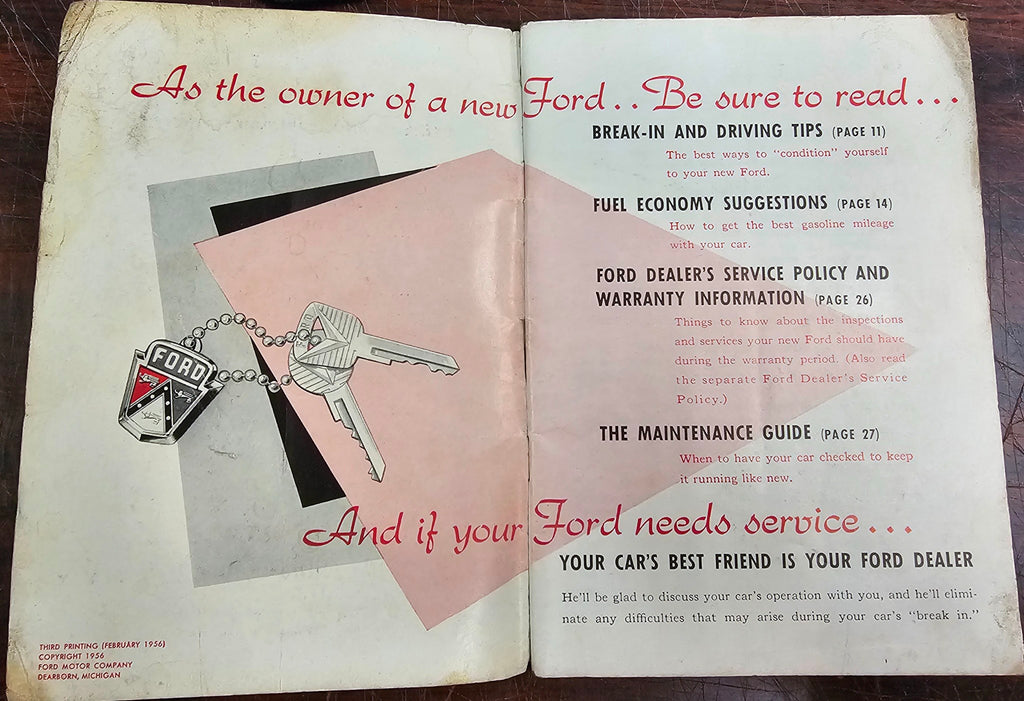 As the owner of a new Ford.. Be sure to read...
BREAK-IN AND DRIVING TIPS (PAGE 11)
The best ways to "condition" yourself
to your new Ford.
FUEL ECONOMY SUGGESTIONS (PAGE 14)
How to get the best gasoline mileage
with your car.
FORD DEALER'S SERVICE POLICY AND
WARRANTY INFORMATION (PAGE 26)
Things to know about the inspections
and services your new Ford should have
during the warranty period. (Also read
the separate Ford Dealer's Service
Policy.)
THE MAINTENANCE GUIDE (PAGE 27)
When to have your car checked to keep
it running like new.
FORD
FORD
And if your Ford needs service...
YOUR CAR'S BEST FRIEND IS YOUR FORD DEALER
He'll be glad to discuss your car's operation with you, and he'll elimi-
nate any difficulties that may arise during your car's "break in."
THIRD PRINTING (FEBRUARY 1956)
COPYRIGHT 1956
FORD MOTOR COMPANY
DEARBORN, MICHIGAN